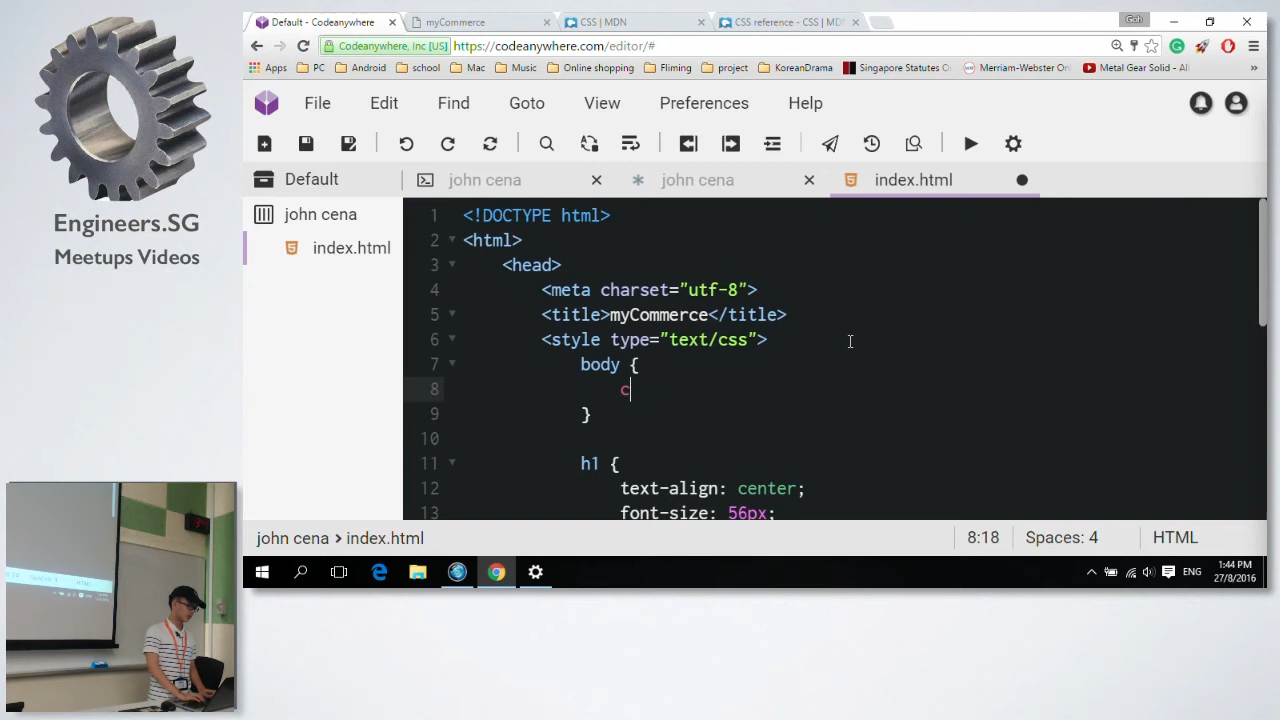 Default - Codeanywhere
myCommerce
CSS | MDN
CSS reference - CSS | MDN
Goh
Codeanywhere, Inc [US]
https://codeanywhere.com/editor/#
Apps
PC
Android
school
Mac
Music
Online shopping
Fliming
project
KoreanDrama
Singapore Statutes O
Merriam-Webster Onl
Metal Gear Solid - Al
»
File
Edit
Find
Goto
View
Preferences
Help
Default
john cena
john cena
index.html
john cena
index.html
1 <!DOCTYPE html>
2 <html>
3 <head>
4 <meta charset="utf-8">
5 <title>myCommerce</title>
6 <style type="text/css">
7 body {
8 c
9 }
10
11 h1 {
12 text-align: center;
13 font-size: 56px;
john cena > index.html
8:18
Spaces: 4
HTML
ENG
1:44 PM
27/8/2016
Engineers.SG
Meetups Videos